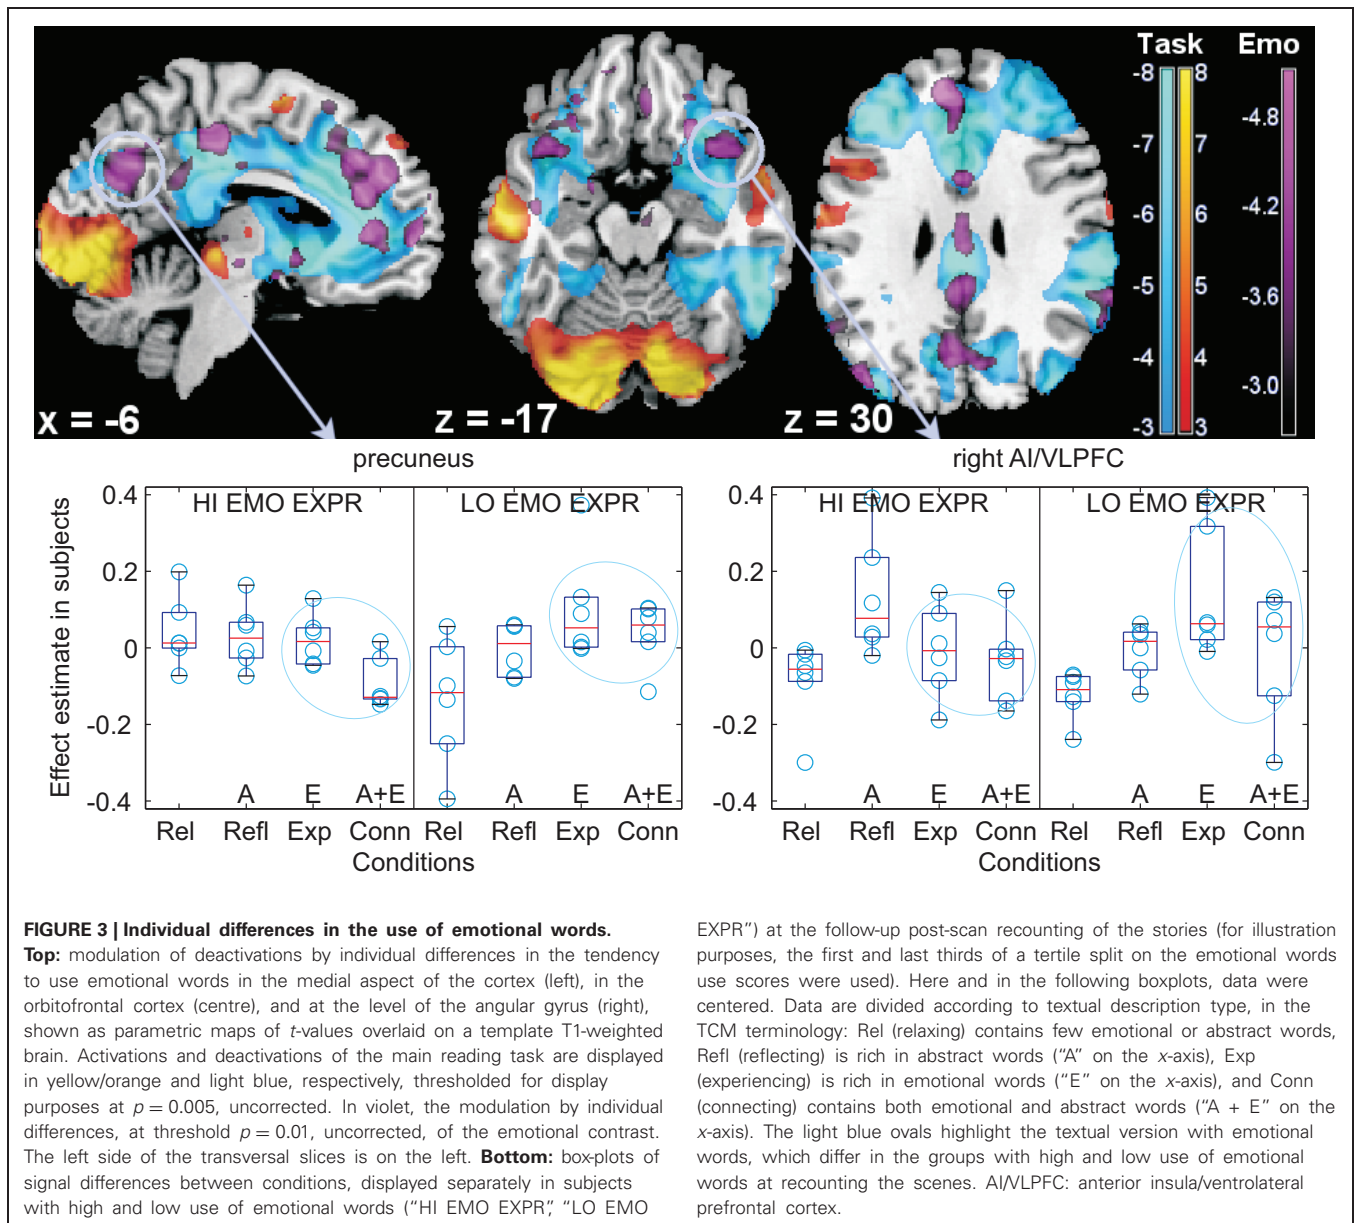 Task Emo
-8 8
-7 7
-6 6
-5 5
-4 4
-3 3
-4.8
-4.2
-3.6
-3.0
x = -6
z = -17
z = 30
precuneus
right AI/VLPFC
Effect estimate in subjects
0.4
0.2
0
-0.2
-0.4
HI EMO EXPR
LO EMO EXPR
A E A+E A E A+E
Rel Refl Exp Conn Rel Refl Exp Conn
Conditions
0.4
0.2
0
-0.2
-0.4
HI EMO EXPR
LO EMO EXPR
A E A+E A E A+E
Rel Refl Exp Conn Rel Refl Exp Conn
Conditions
FIGURE 3 | Individual differences in the use of emotional words.
Top: modulation of deactivations by individual differences in the tendency
to use emotional words in the medial aspect of the cortex (left), in the
orbitofrontal cortex (centre), and at the level of the angular gyrus (right),
shown as parametric maps of t-values overlaid on a template T1-weighted
brain. Activations and deactivations of the main reading task are displayed
in yellow/orange and light blue, respectively, thresholded for display
purposes at p = 0.005, uncorrected. In violet, the modulation by individual
differences, at threshold p = 0.01, uncorrected, of the emotional contrast.
The left side of the transversal slices is on the left. Bottom: box-plots of
signal differences between conditions, displayed separately in subjects
with high and low use of emotional words ("HI EMO EXPR", "LO EMO
EXPR") at the follow-up post-scan recounting of the stories (for illustration
purposes, the first and last thirds of a tertile split on the emotional words
use scores were used). Here and in the following boxplots, data were
centered. Data are divided according to textual description type, in the
TCM terminology: Rel (relaxing) contains few emotional or abstract words,
Refl (reflecting) is rich in abstract words ("A" on the x-axis), Exp
(experiencing) is rich in emotional words ("E" on the x-axis), and Conn
(connecting) contains both emotional and abstract words ("A + E" on the
x-axis). The light blue ovals highlight the textual version with emotional
words, which differ in the groups with high and low use of emotional
words at recounting the scenes. AI/VLPFC: anterior insula/ventrolateral
prefrontal cortex.